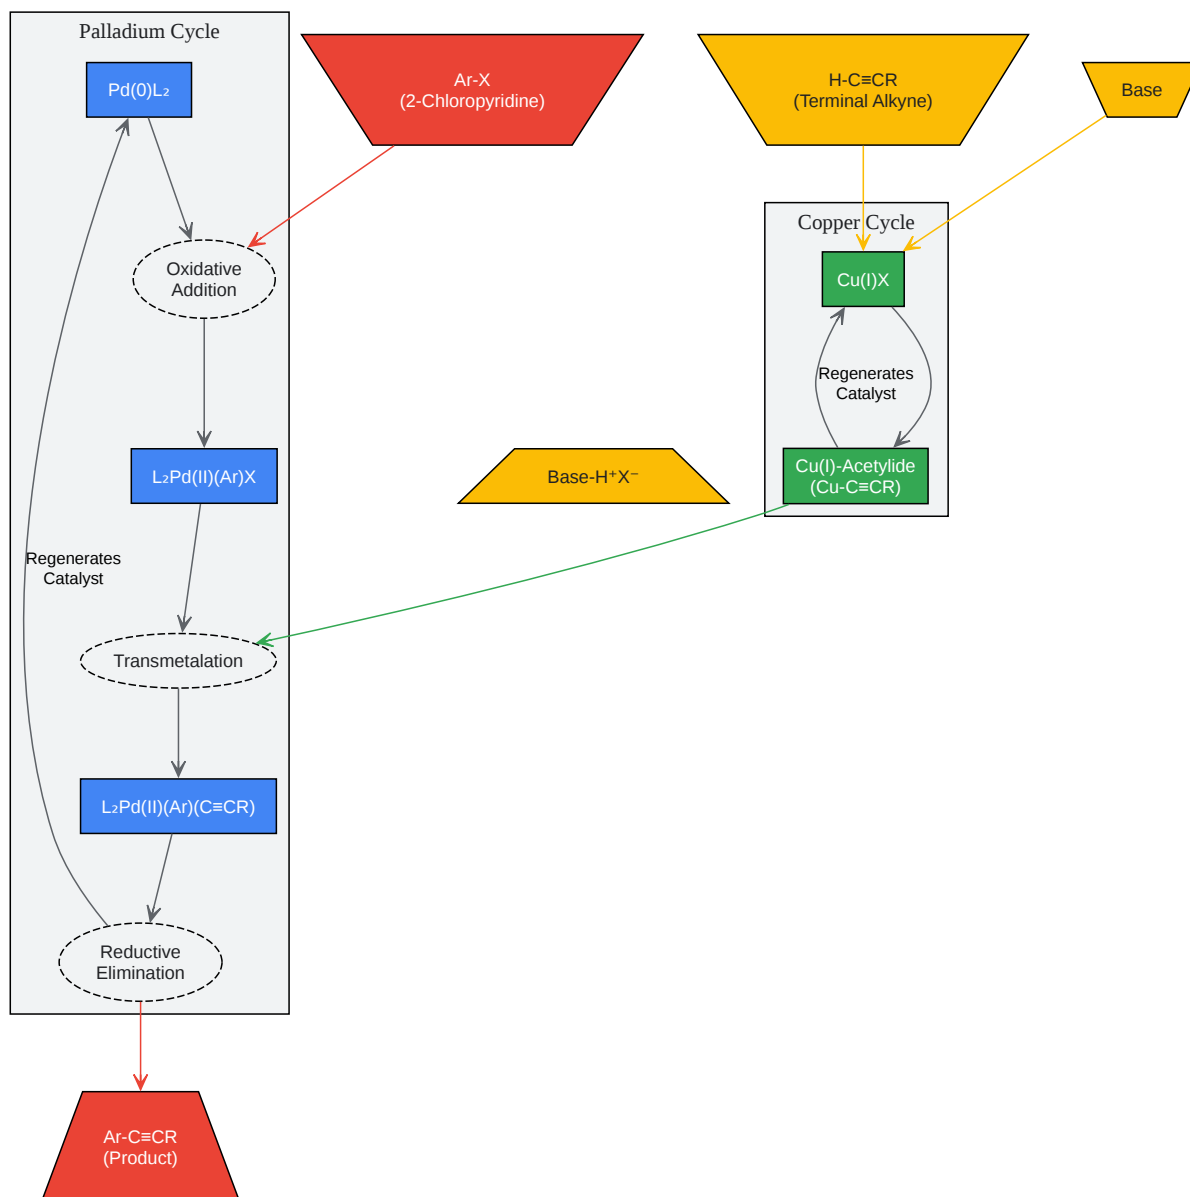 Palladium Cycle
Pd(0)L₂
Ar-X
(2-Chloropyridine)
H-C≡CR
(Terminal Alkyne)
Base
Copper Cycle
Oxidative
Addition
Cu(I)X
Regenerates
Catalyst
L₂Pd(II)(Ar)X
Base-H⁺X⁻
Cu(I)-Acetylide
(Cu-C≡CR)
Regenerates
Catalyst
Transmetalation
L₂Pd(II)(Ar)(C≡CR)
Reductive
Elimination
Ar-C≡CR
(Product)